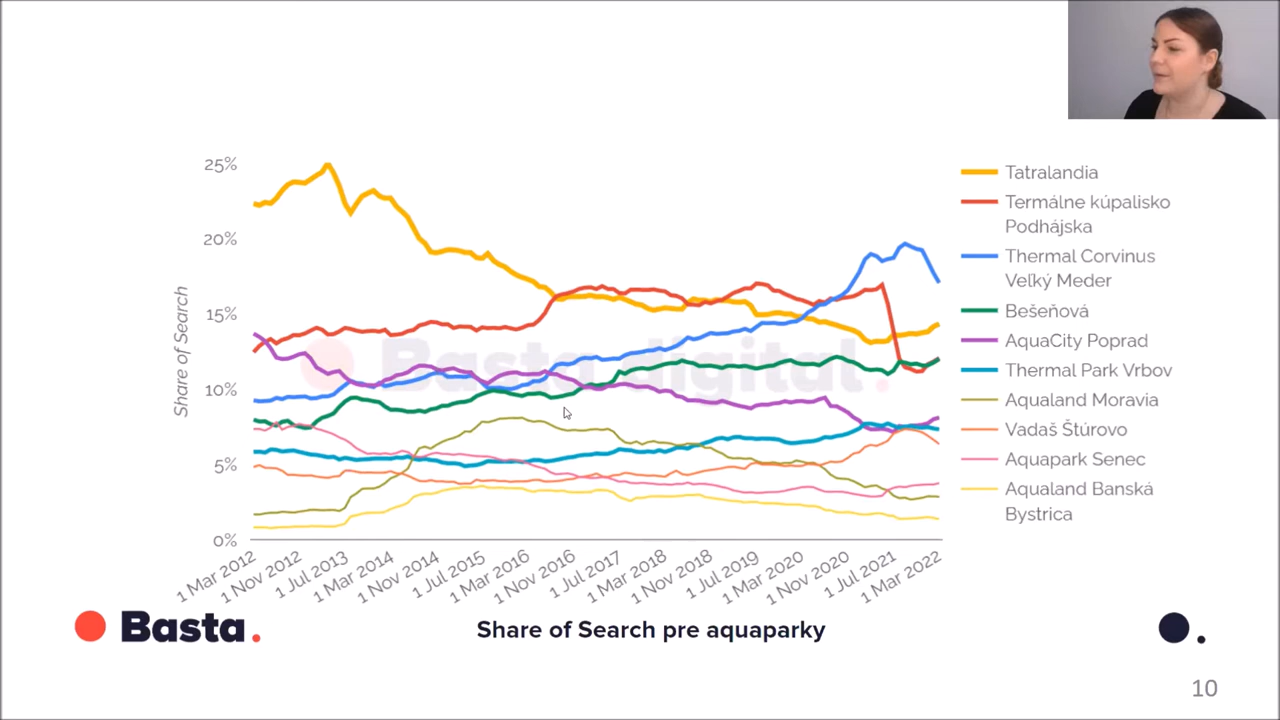 25%
20%
15%
10%
5%
0%
Share of Search
1 Mar 2012
1 Nov 2012
1 Jul 2013
1 Mar 2014
1 Nov 2014
1 Jul 2015
1 Mar 2016
1 Nov 2016
1 Jul 2017
1 Mar 2018
1 Nov 2018
1 Jul 2019
1 Mar 2020
1 Nov 2020
1 Jul 2021
1 Mar 2022
Tatralandia
Termálne kúpalisko
Podhájska
Thermal Corvinus
Veľký Meder
Bešeňová
AquaCity Poprad
Thermal Park Vrbov
Aqualand Moravia
Vadaš Štúrovo
Aquapark Senec
Aqualand Banská
Bystrica
Basta digital.
Basta.
Share of Search pre aquaparky
10